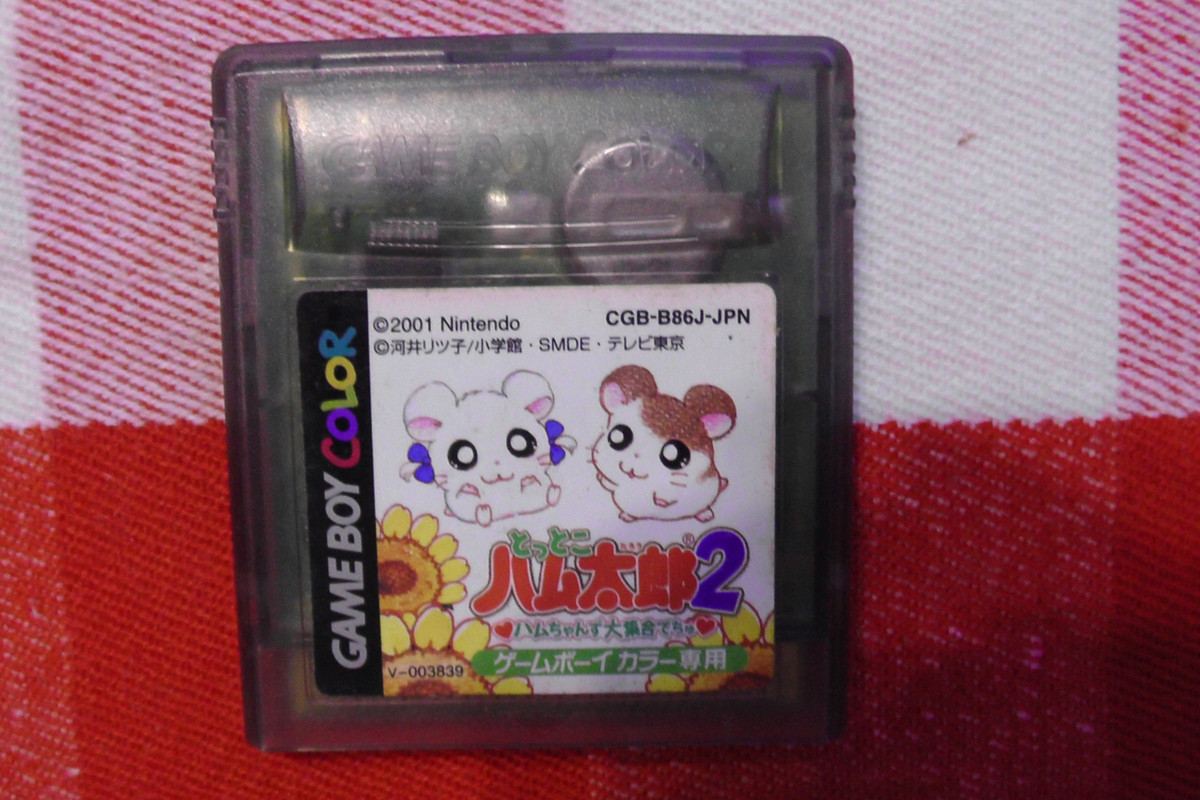 GAME BOY COLOR
GAME BOY COLOR
©2001 Nintendo
CGB-B86J-JPN
©河井リツ子/小学館・SMDE・テレビ東京
とっとこ
ハム太郎®2
ハムちゃんず大集合でちゅ
ゲームボーイカラー専用
V-003839